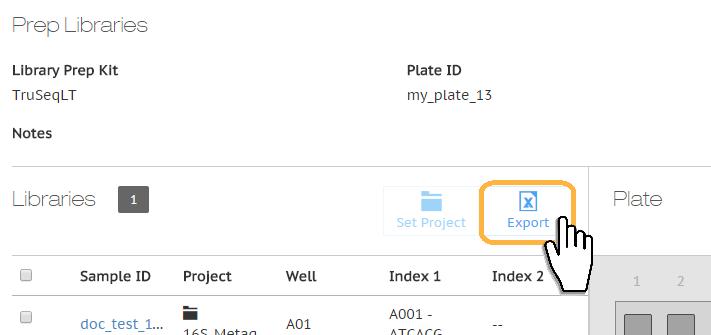 Prep Libraries
Library Prep Kit
Plate ID
TruSeqLT
my_plate_13
Notes
Libraries
1
Set Project
Export
Plate
Sample ID
Project
Well
Index 1
Index 2
1
2
doc_test_1...
16S_Metag
A01
A001 -
ATCACG
--